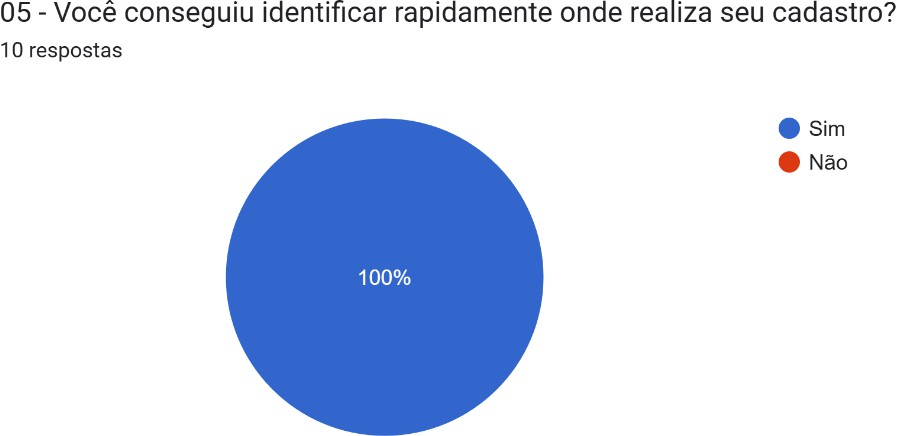 05 - Você conseguiu identificar rapidamente onde realiza seu cadastro?
10 respostas
Sim
Não
100%